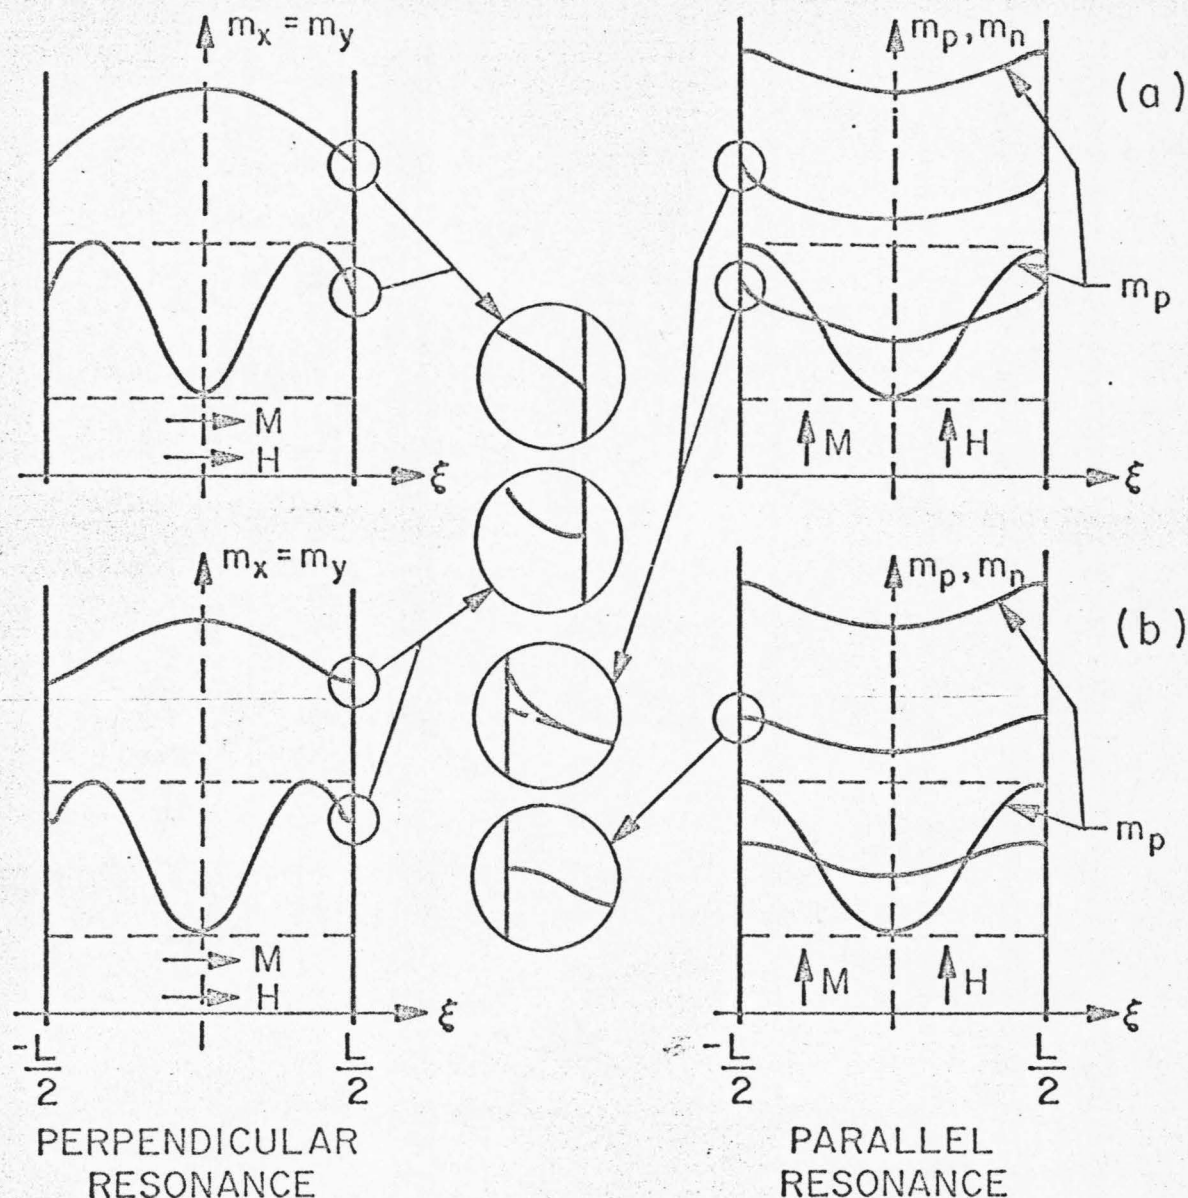 m_x = m_y
m_p, m_n
(a)
m_p
M
H
ξ
M
H
ξ
m_x = m_y
m_p, m_n
(b)
m_p
M
H
ξ
M
H
ξ
-L/2
L/2
-L/2
L/2
PERPENDICULAR
RESONANCE
PARALLEL
RESONANCE